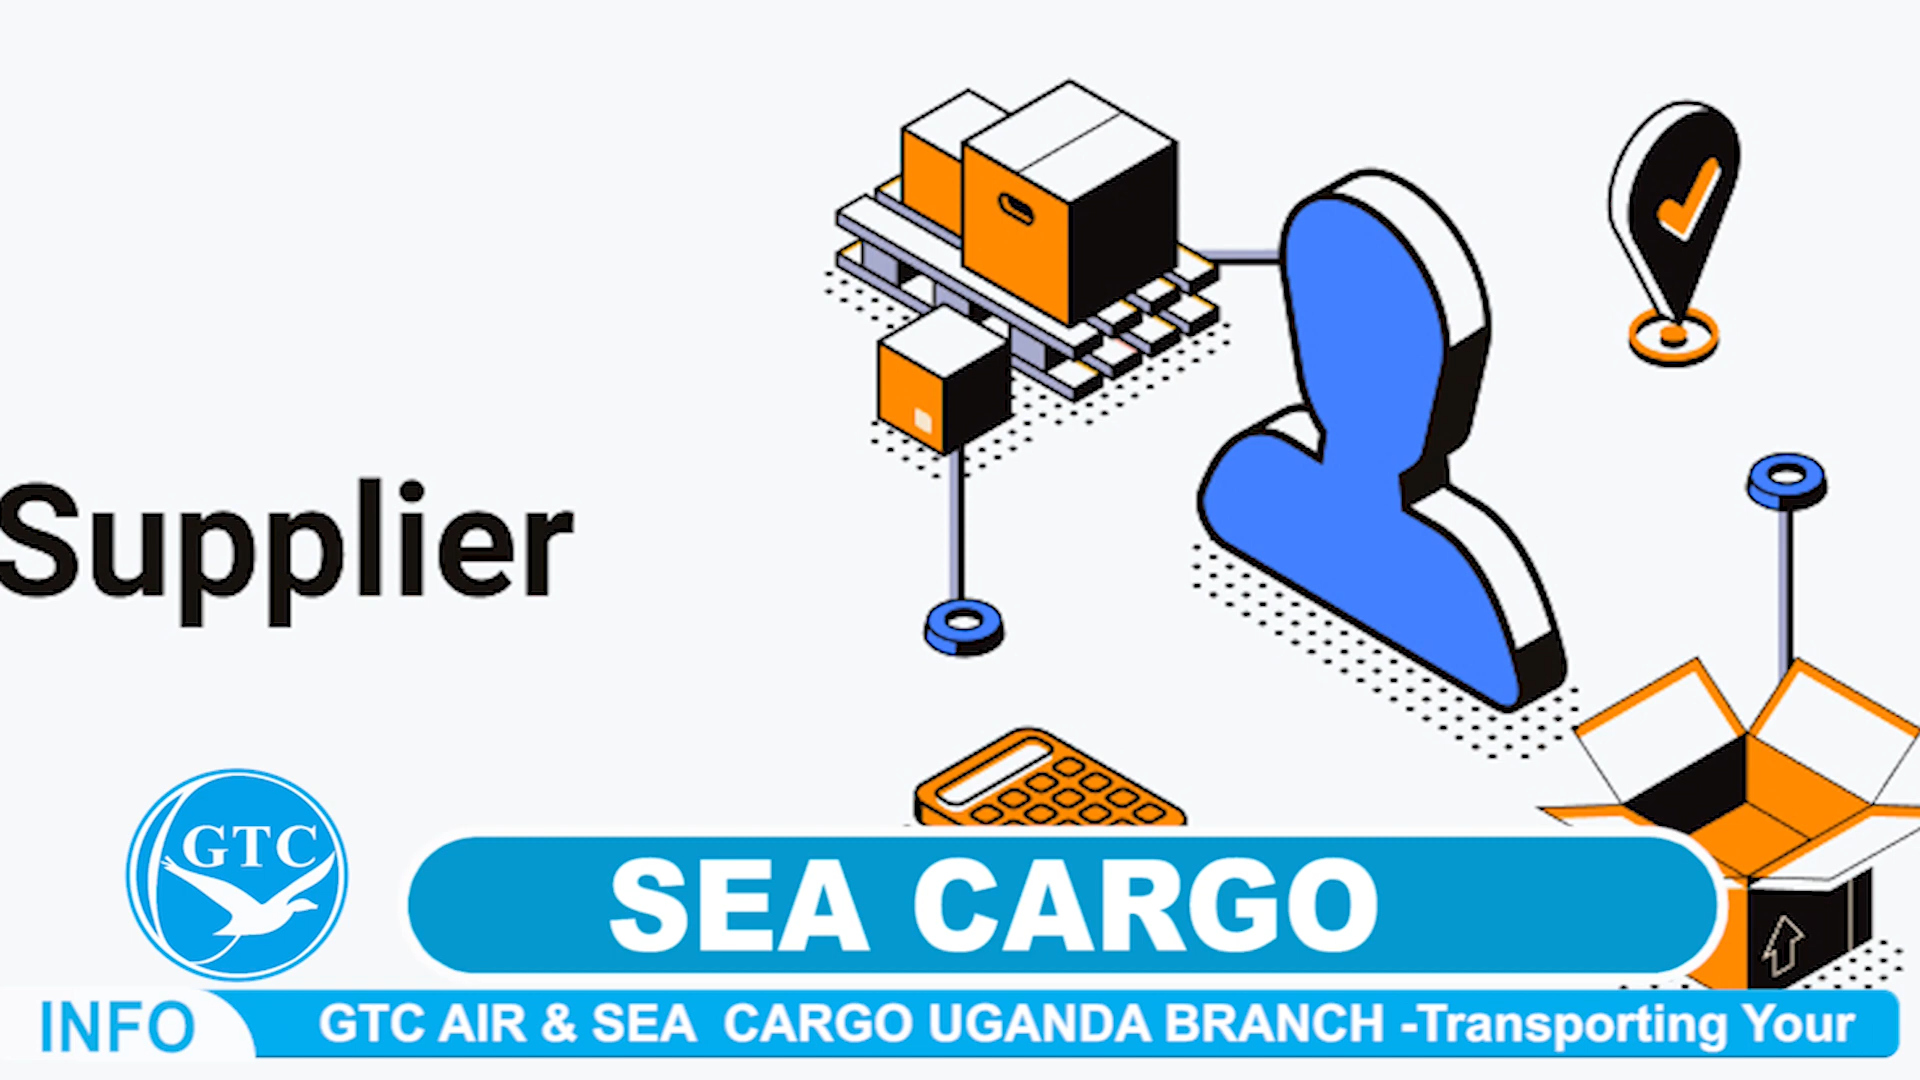 Supplier
GTC
SEA CARGO
INFO
GTC AIR & SEA CARGO UGANDA BRANCH -Transporting Your